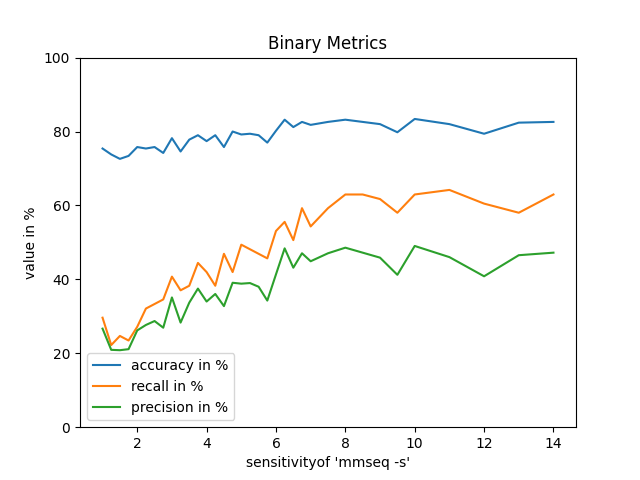 Binary Metrics
value in %
100
80
60
40
20
0
accuracy in %
recall in %
precision in %
2 4 6 8 10 12 14
sensitivityof 'mmseq -s'